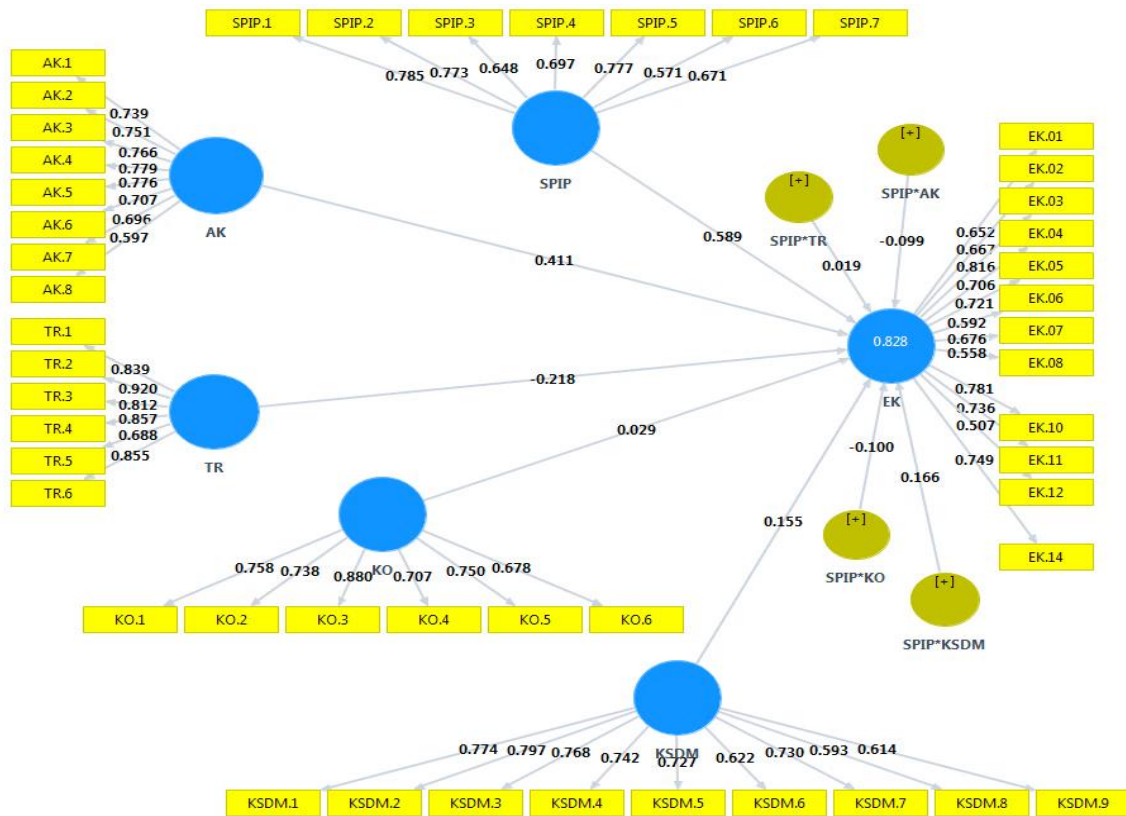 SPIP.1
SPIP.2
SPIP.3
SPIP.4
SPIP.5
SPIP.6
SPIP.7
0.785
0.773
0.648
0.697
0.777
0.571
0.671
SPIP
AK.1
AK.2
AK.3
AK.4
AK.5
AK.6
AK.7
AK.8
0.739
0.751
0.766
0.779
0.776
0.707
0.696
0.597
AK
0.589
0.411
[+]
SPIP*AK
[+]
SPIP*TR
-0.099
0.019
EK.01
EK.02
EK.03
EK.04
EK.05
EK.06
EK.07
EK.08
EK.10
EK.11
EK.12
EK.14
0.652
0.667
0.816
0.706
0.721
0.592
0.676
0.558
0.781
0.736
0.507
0.749
0.828
EK
TR.1
TR.2
TR.3
TR.4
TR.5
TR.6
0.839
0.920
0.812
0.857
0.688
0.855
TR
-0.218
0.029
0.155
-0.100
0.166
[+]
SPIP*KO
[+]
SPIP*KSDM
KO
0.758
0.738
0.880
0.707
0.750
0.678
KO.1
KO.2
KO.3
KO.4
KO.5
KO.6
KSDM
0.774
0.797
0.768
0.742
0.727
0.622
0.730
0.593
0.614
KSDM.1
KSDM.2
KSDM.3
KSDM.4
KSDM.5
KSDM.6
KSDM.7
KSDM.8
KSDM.9